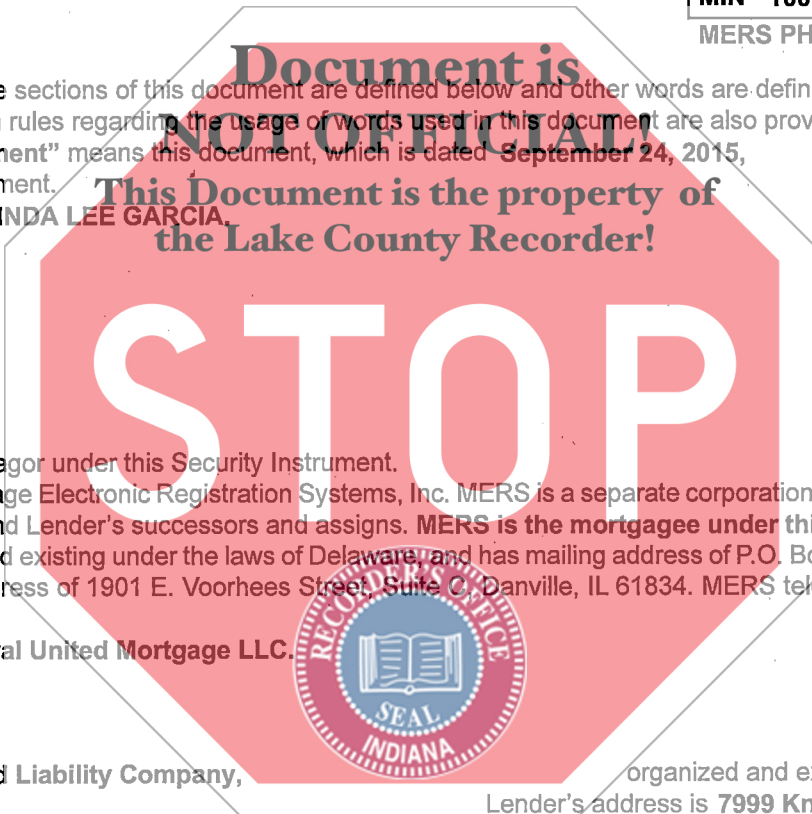 MIN 100
MERS PH
Document is
e sections of this document are defined below and other words are defin
rules regarding the usage of words used in this document are also prov
NOT OFFICIAL!
nent” means this document, which is dated September 24, 2015,
ment.
This Document is the property of
NDA LEE GARCIA,
the Lake County Recorder!
STOP
agor under this Security Instrument.
ge Electronic Registration Systems, Inc. MERS is a separate corporation
d Lender's successors and assigns. MERS is the mortgagee under thi
d existing under the laws of Delaware, and has mailing address of P.O. Bo
ress of 1901 E. Voorhees Street, Suite C, Danville, IL 61834. MERS tel
RECORDER'S OFFICE
al United Mortgage LLC.
SEAL
INDIANA
d Liability Company,
organized and e
Lender's address is 7999 Kn